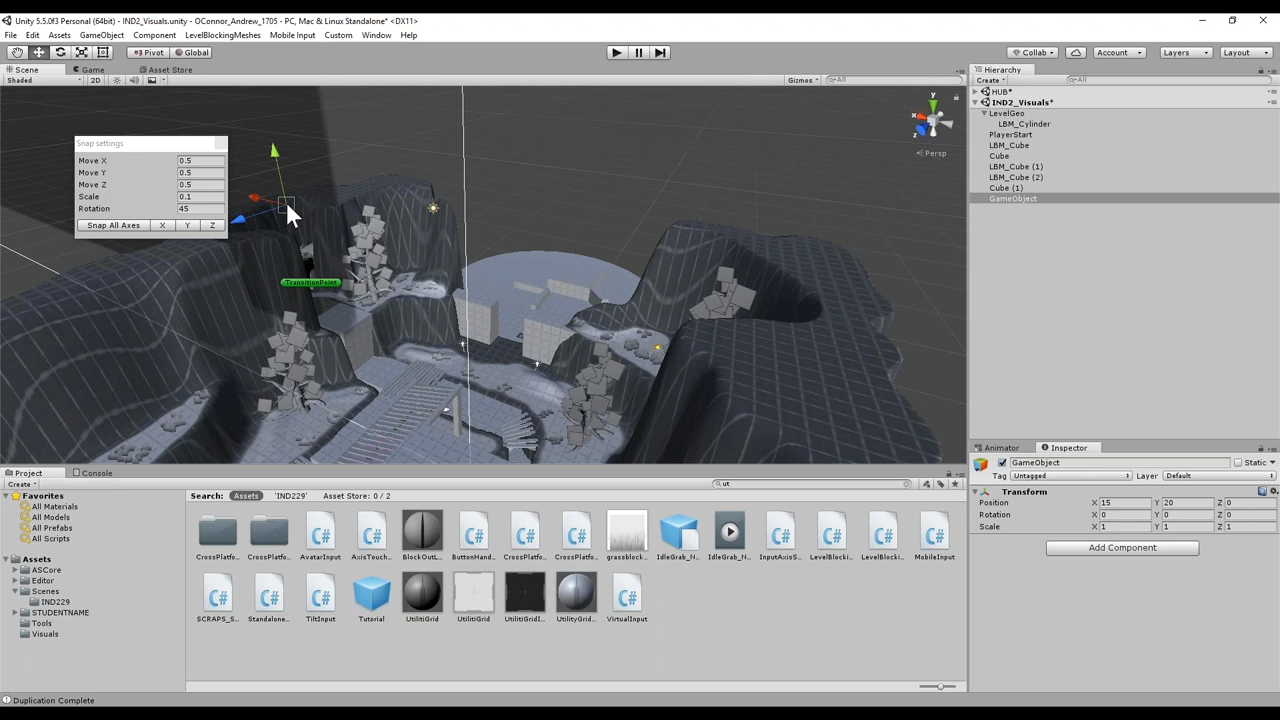 Unity 5.5.0f3 Personal (64bit) - IND2_Visuals.unity - OConnor_Andrew_1705 - PC, Mac & Linux Standalone* <DX11>
File Edit Assets GameObject Component LevelBlockingMeshes Mobile Input Custom Window Help
Pivot Global Collab Account Layers Layout
Scene Game Asset Store
Shaded 2D Gizmos All
Hierarchy
Create All
HUB*
IND2_Visuals*
LevelGeo
LBM_Cylinder
PlayerStart
LBM_Cube
Cube
LBM_Cube (1)
LBM_Cube (2)
Cube (1)
GameObject
Snap settings
Move X 0.5
Move Y 0.5
Move Z 0.5
Scale 0.1
Rotation 45
Snap All Axes X Y Z
y
x
z
Persp
TransitionPoint
Animator Inspector
GameObject Static
Tag Untagged Layer Default
Transform
Position X 15 Y 20 Z 0
Rotation X 0 Y 0 Z 0
Scale X 1 Y 1 Z 1
Add Component
Project Console
Create ut
Favorites
All Materials
All Models
All Prefabs
All Scripts
Assets
ASCore
Editor
Scenes
IND229
STUDENTNAME
Tools
Visuals
Search: Assets 'IND229' Asset Store: 0 / 2
CrossPlatfo... CrossPlatfo... AvatarInput AxisTouch... BlockOutL... ButtonHand... CrossPlatfo... CrossPlatfo... grassblock... IdleGrab_N... IdleGrab_N... InputAxisS... LevelBlocki... LevelBlocki... MobileInput
SCRAPS_S... Standalone... TiltInput Tutorial UtilitiGrid UtilitiGrid UtilitiGridI... UtilityGrid... VirtualInput
Duplication Complete